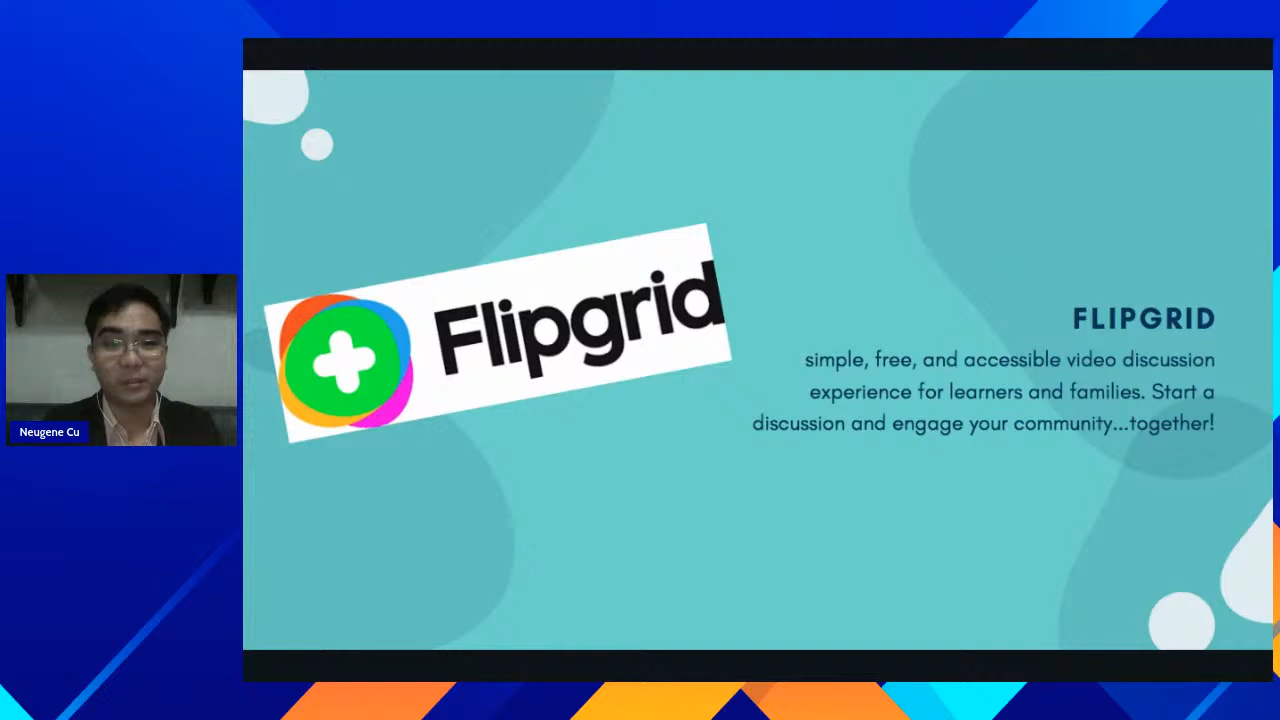 Flipgrid
FLIPGRID
simple, free, and accessible video discussion
experience for learners and families. Start a
discussion and engage your community...together!
Neugene Cu